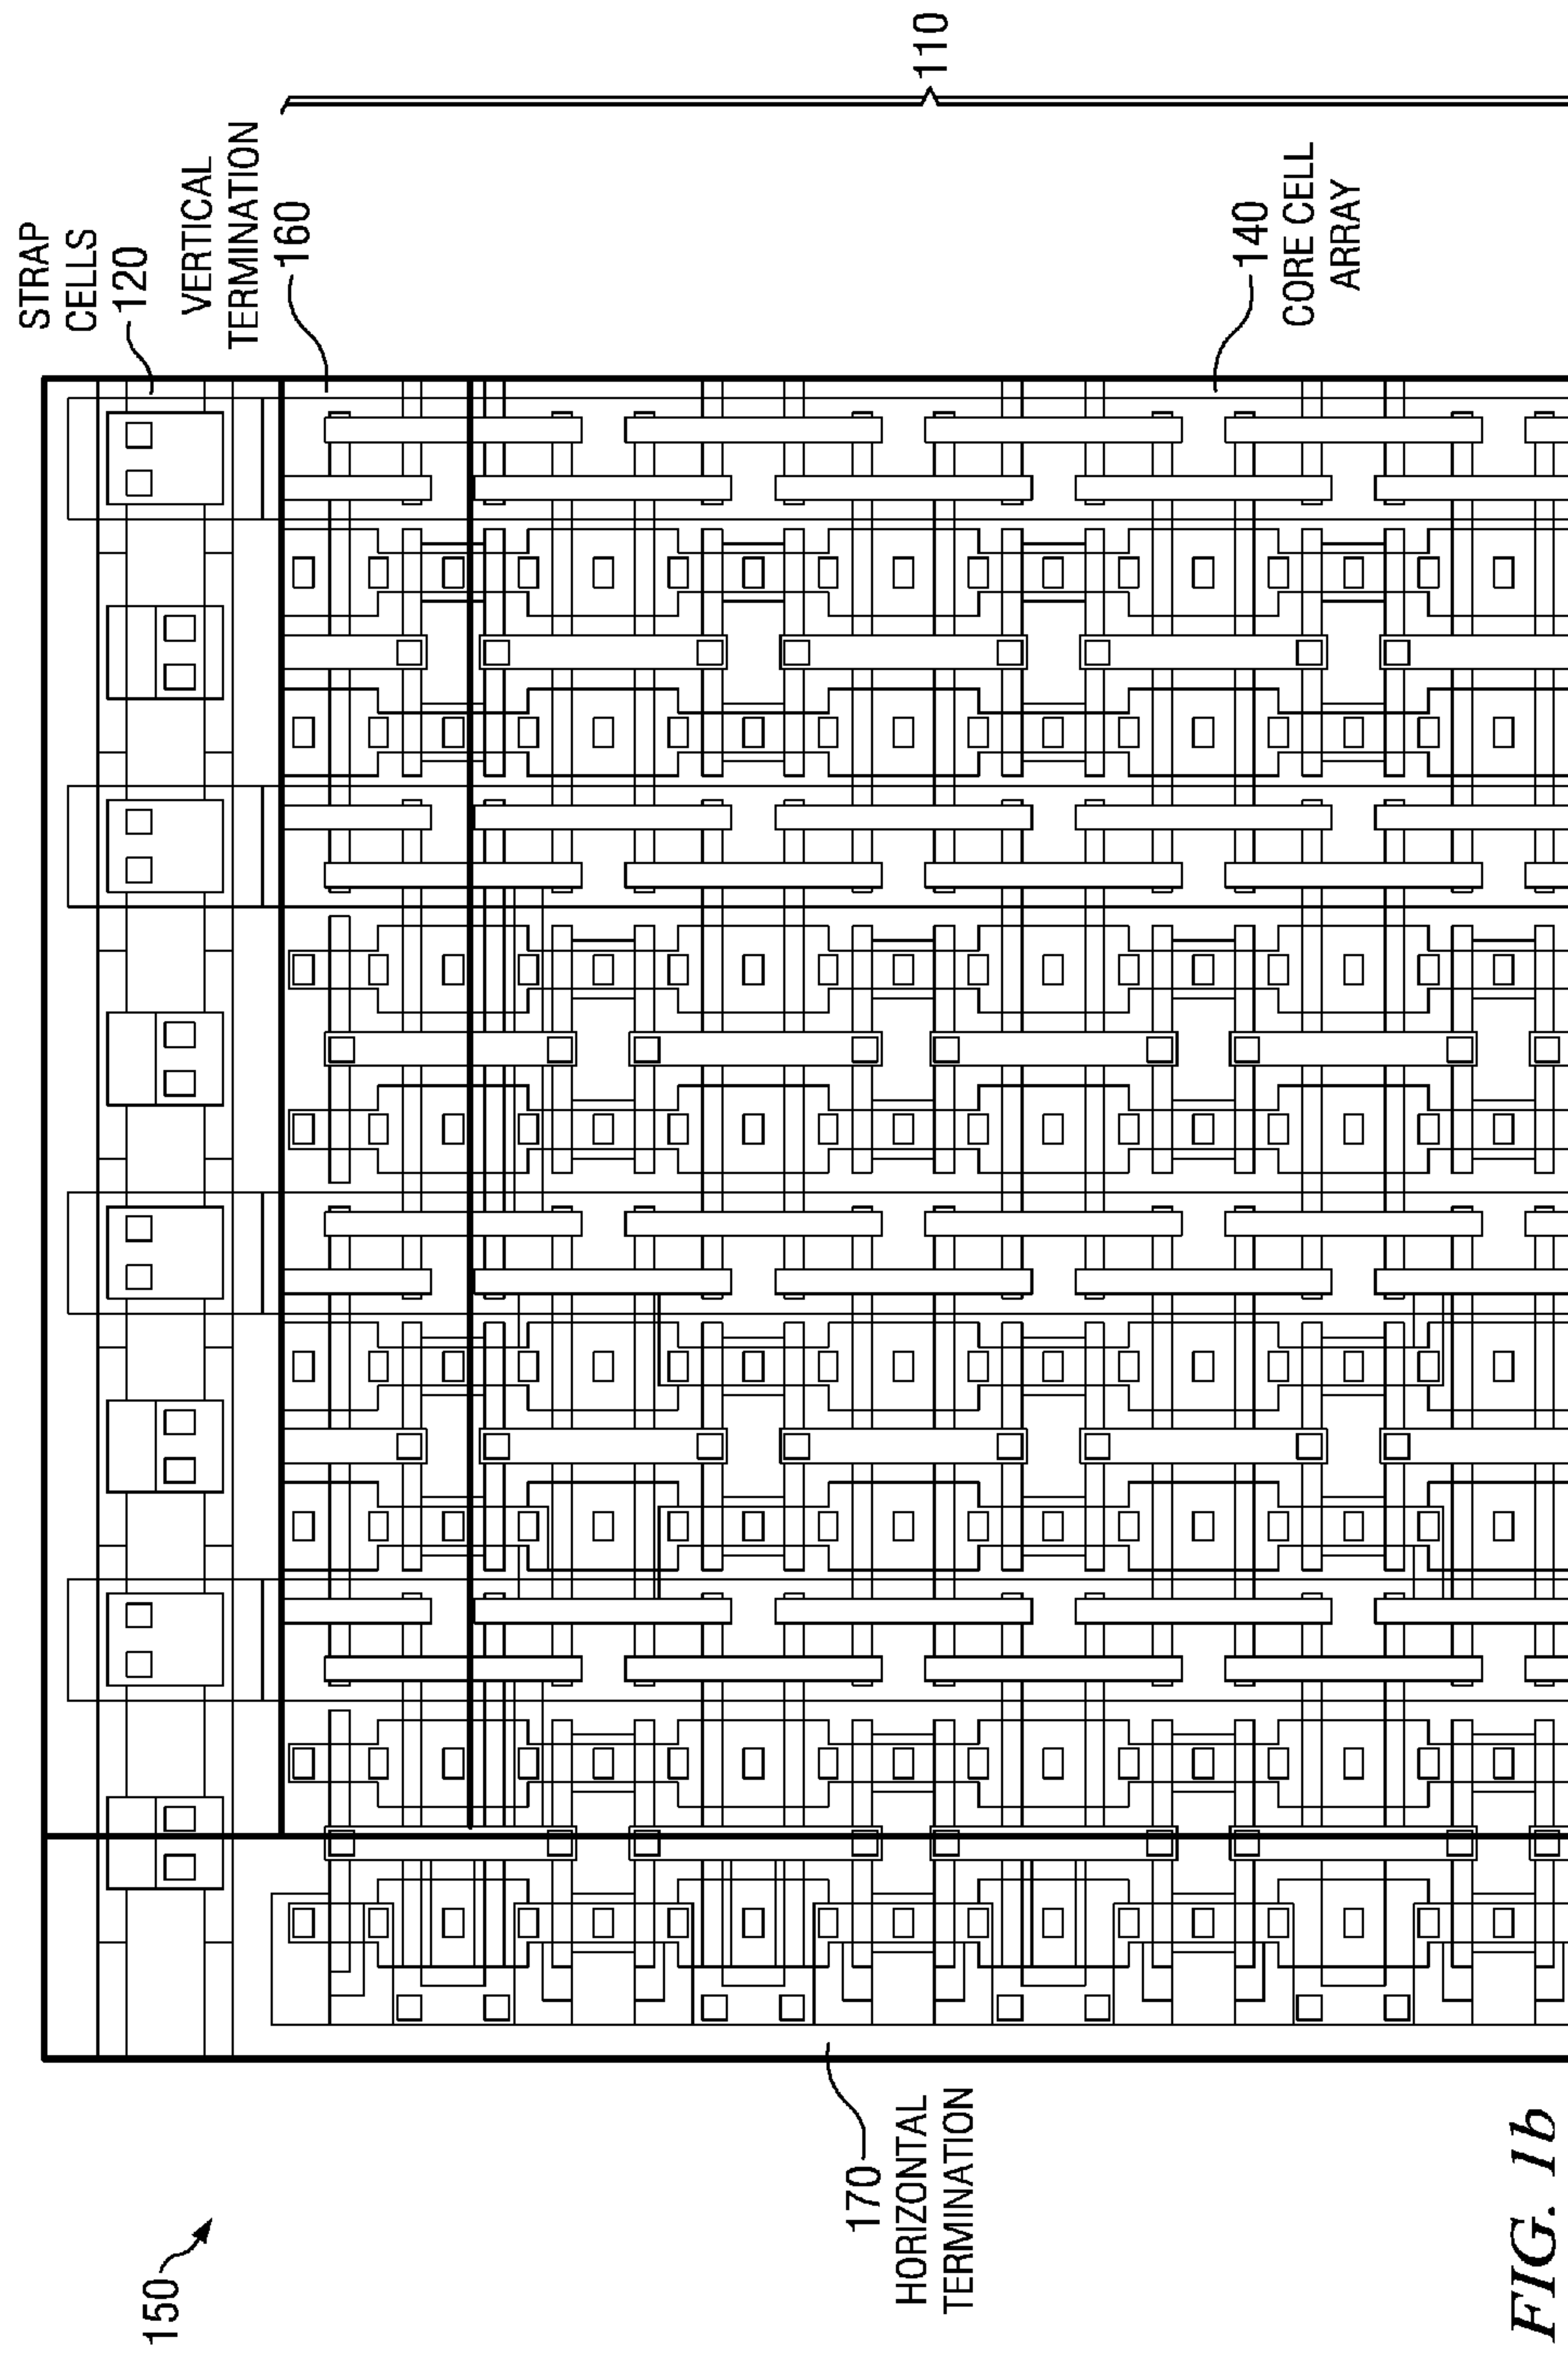 STRAP
CELLS
120
VERTICAL
TERMINATION
160
110
140
CORE CELL
ARRAY
150
170
HORIZONTAL
TERMINATION
FIG. 1b